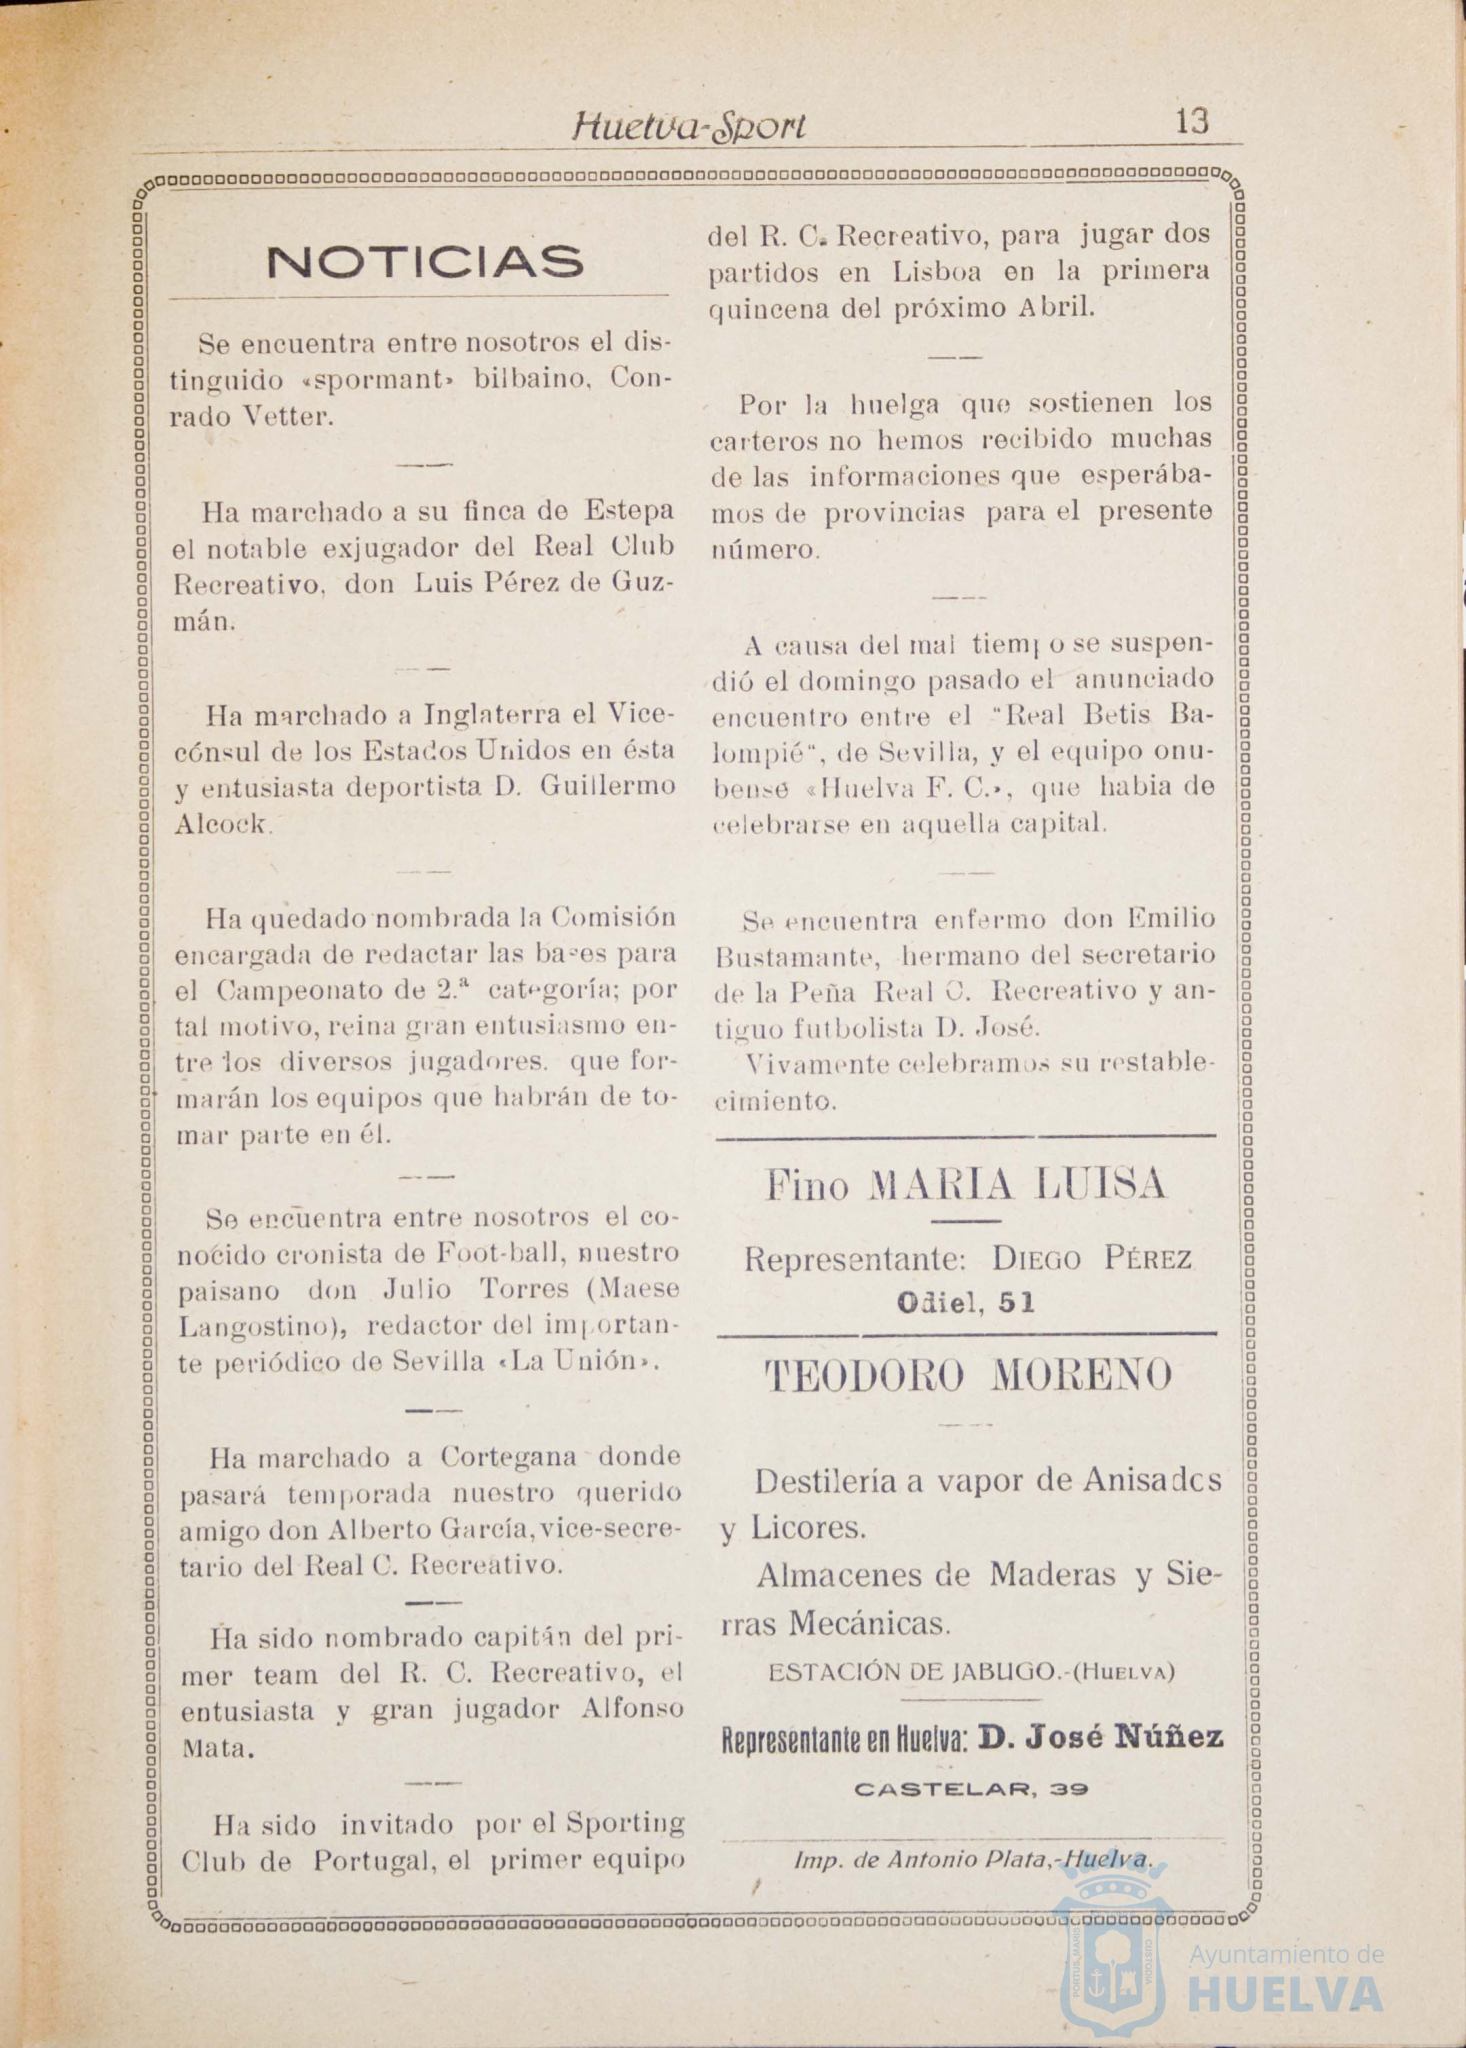 Huelva-Sport
13
NOTICIAS
Se encuentra entre nosotros el dis-
tinguido «spormant» bilbaino, Con-
rado Vetter.
Ha marchado a su finca de Estepa
el notable exjugador del Real Club
Recreativo, don Luis Pérez de Guz-
mán.
Ha marchado a Inglaterra el Vice-
cónsul de los Estados Unidos en ésta
y entusiasta deportista D. Guillermo
Alcock.
Ha quedado nombrada la Comisión
encargada de redactar las bases para
el Campeonato de 2.ª categoría; por
tal motivo, reina gran entusiasmo en-
tre los diversos jugadores. que for-
marán los equipos que habrán de to-
mar parte en él.
Se encuentra entre nosotros el co-
nocido cronista de Foot-ball, nuestro
paisano don Julio Torres (Maese
Langostino), redactor del importan-
te periódico de Sevilla «La Unión».
Ha marchado a Cortegana donde
pasará temporada nuestro querido
amigo don Alberto García, vice-secre-
tario del Real C. Recreativo.
Ha sido nombrado capitán del pri-
mer team del R. C. Recreativo, el
entusiasta y gran jugador Alfonso
Mata.
Ha sido invitado por el Sporting
Club de Portugal, el primer equipo
del R. C. Recreativo, para jugar dos
partidos en Lisboa en la primera
quincena del próximo Abril.
Por la huelga que sostienen los
carteros no hemos recibido muchas
de las informaciones que esperába-
mos de provincias para el presente
número.
A causa del mal tiempo se suspen-
dió el domingo pasado el anunciado
encuentro entre el "Real Betis Ba-
lompié", de Sevilla, y el equipo onu-
bense «Huelva F. C.», que habia de
celebrarse en aquella capital.
Se encuentra enfermo don Emilio
Bustamante, hermano del secretario
de la Peña Real C. Recreativo y an-
tiguo futbolista D. José.
Vivamente celebramos su restable-
cimiento.
Fino MARIA LUISA
Representante: DIEGO PÉREZ
Odiel, 51
TEODORO MORENO
Destilería a vapor de Anisados
y Licores.
Almacenes de Maderas y Sie-
rras Mecánicas.
ESTACIÓN DE JABUGO.-(HUELVA)
Representante en Huelva: D. José Núñez
CASTELAR, 39
Imp. de Antonio Plata,-Huelva.
PORTUS MARIS
CUSTODIA
Ayuntamiento de
HUELVA